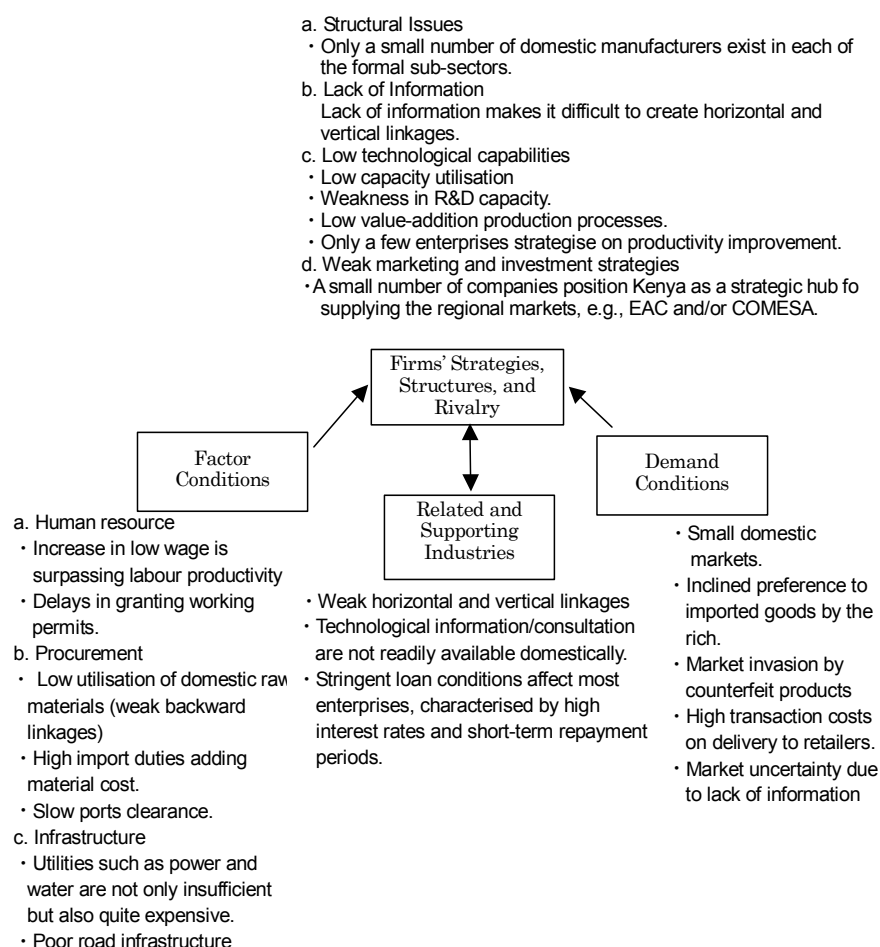 a. Structural Issues
・Only a small number of domestic manufacturers exist in each of
the formal sub-sectors.
b. Lack of Information
Lack of information makes it difficult to create horizontal and
vertical linkages.
c. Low technological capabilities
・Low capacity utilisation
・Weakness in R&D capacity.
・Low value-addition production processes.
・Only a few enterprises strategise on productivity improvement.
d. Weak marketing and investment strategies
・A small number of companies position Kenya as a strategic hub fo
supplying the regional markets, e.g., EAC and/or COMESA.
Firms' Strategies,
Structures, and
Rivalry
Factor
Conditions
Demand
Conditions
Related and
Supporting
Industries
a. Human resource
・Increase in low wage is
surpassing labour productivity
・Delays in granting working
permits.
b. Procurement
・ Low utilisation of domestic raw
materials (weak backward
linkages)
・High import duties adding
material cost.
・Slow ports clearance.
c. Infrastructure
・Utilities such as power and
water are not only insufficient
but also quite expensive.
・Poor road infrastructure
・Weak horizontal and vertical linkages
・Technological information/consultation
are not readily available domestically.
・Stringent loan conditions affect most
enterprises, characterised by high
interest rates and short-term repayment
periods.
・Small domestic
markets.
・Inclined preference to
imported goods by the
rich.
・Market invasion by
counterfeit products
・High transaction costs
on delivery to retailers.
・Market uncertainty due
to lack of information